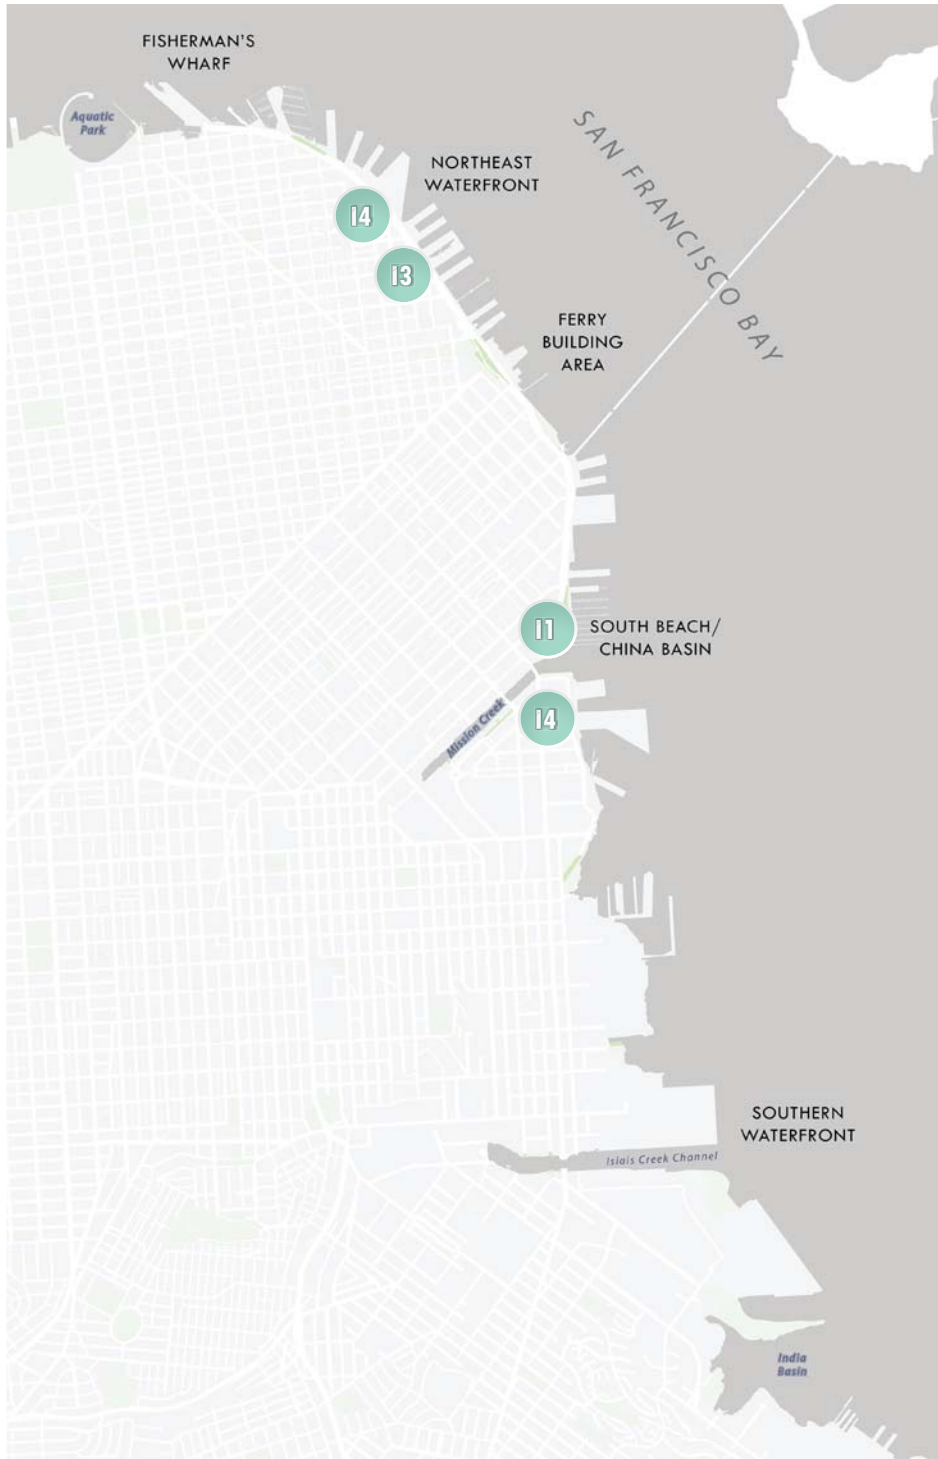 FISHERMAN'S
WHARF
Aquatic
Park
NORTHEAST
WATERFRONT
SAN FRANCISCO BAY
14
13
FERRY
BUILDING
AREA
11
SOUTH BEACH/
CHINA BASIN
Mission Creek
14
SOUTHERN
WATERFRONT
Islais Creek Channel
India
Basin